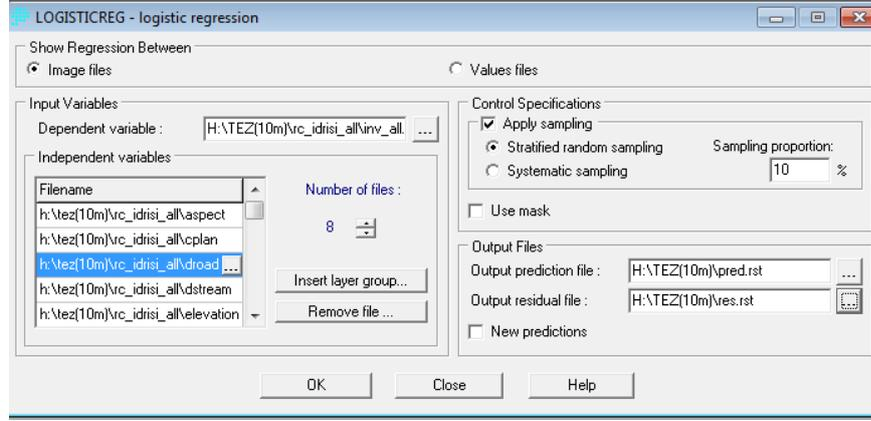 LOGISTICREG - logistic regression
Show Regression Between
Image files
Values files
Input Variables
Dependent variable :
H:\TEZ(10m)\rc_idrisi_all\inv_all.
...
Independent variables
Filename
h:\tez(10m)\rc_idrisi_all\aspect
h:\tez(10m)\rc_idrisi_all\cplan
h:\tez(10m)\rc_idrisi_all\droad ...
h:\tez(10m)\rc_idrisi_all\dstream
h:\tez(10m)\rc_idrisi_all\elevation
Number of files :
8
Insert layer group...
Remove file ...
Control Specifications
Apply sampling
Stratified random sampling
Systematic sampling
Sampling proportion:
10 %
Use mask
Output Files
Output prediction file : H:\TEZ(10m)\pred.rst ...
Output residual file : H:\TEZ(10m)\res.rst ...
New predictions
OK Close Help